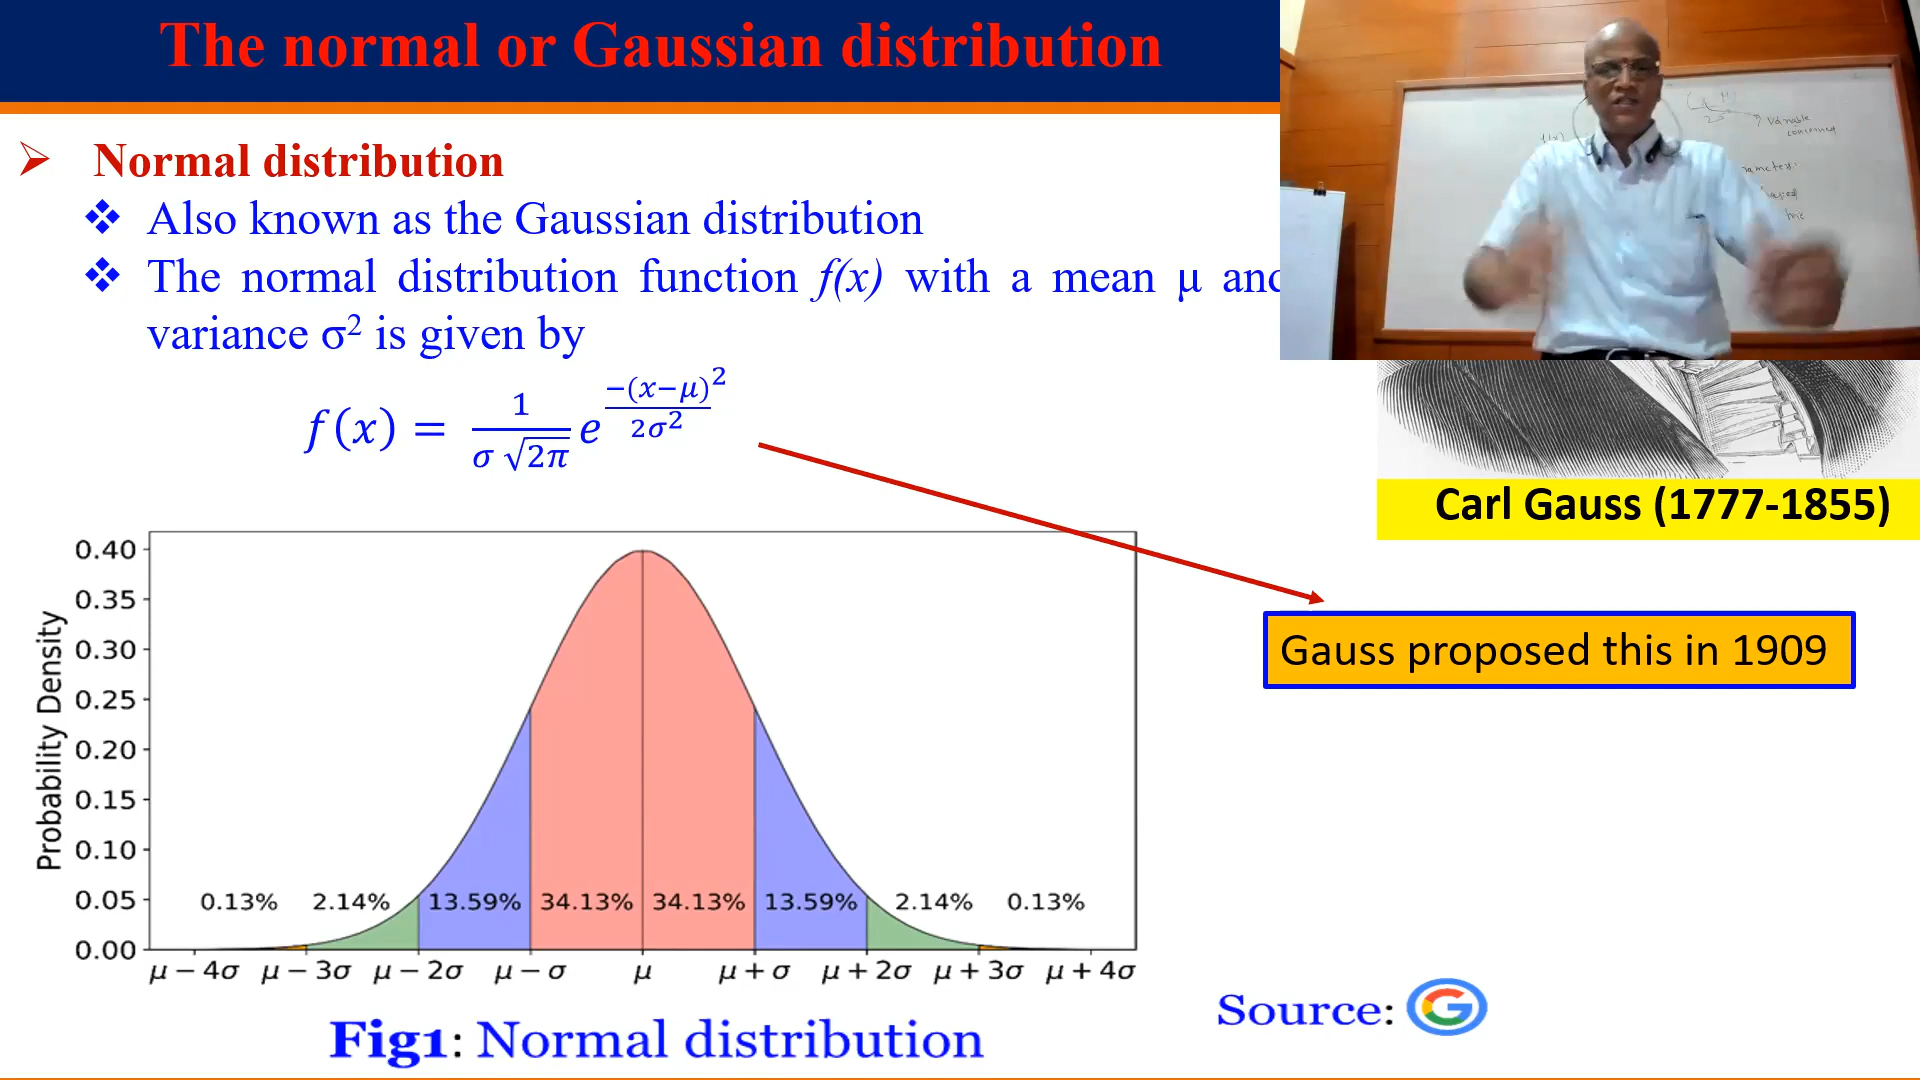 The normal or Gaussian distribution
Normal distribution
Also known as the Gaussian distribution
The normal distribution function f(x) with a mean μ and
variance σ² is given by
f(x) = 1/(σ √2π) e^(−(x−μ)²/2σ²)
Variable
concerned
Carl Gauss (1777-1855)
Gauss proposed this in 1909
Probability Density
0.40
0.35
0.30
0.25
0.20
0.15
0.10
0.05
0.00
0.13% 2.14% 13.59% 34.13% 34.13% 13.59% 2.14% 0.13%
μ − 4σ μ − 3σ μ − 2σ μ − σ μ μ + σ μ + 2σ μ + 3σ μ + 4σ
Source: G
Fig1: Normal distribution